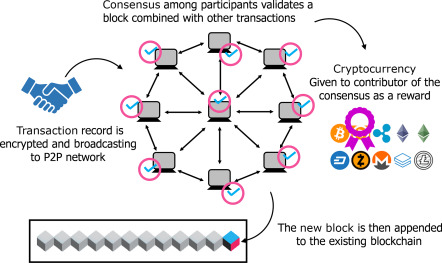 Consensus among participants validates a
block combined with other transactions
Cryptocurrency
Given to contributor of the
consensus as a reward
Transaction record is
encrypted and broadcasting
to P2P network
The new block is then appended
to the existing blockchain